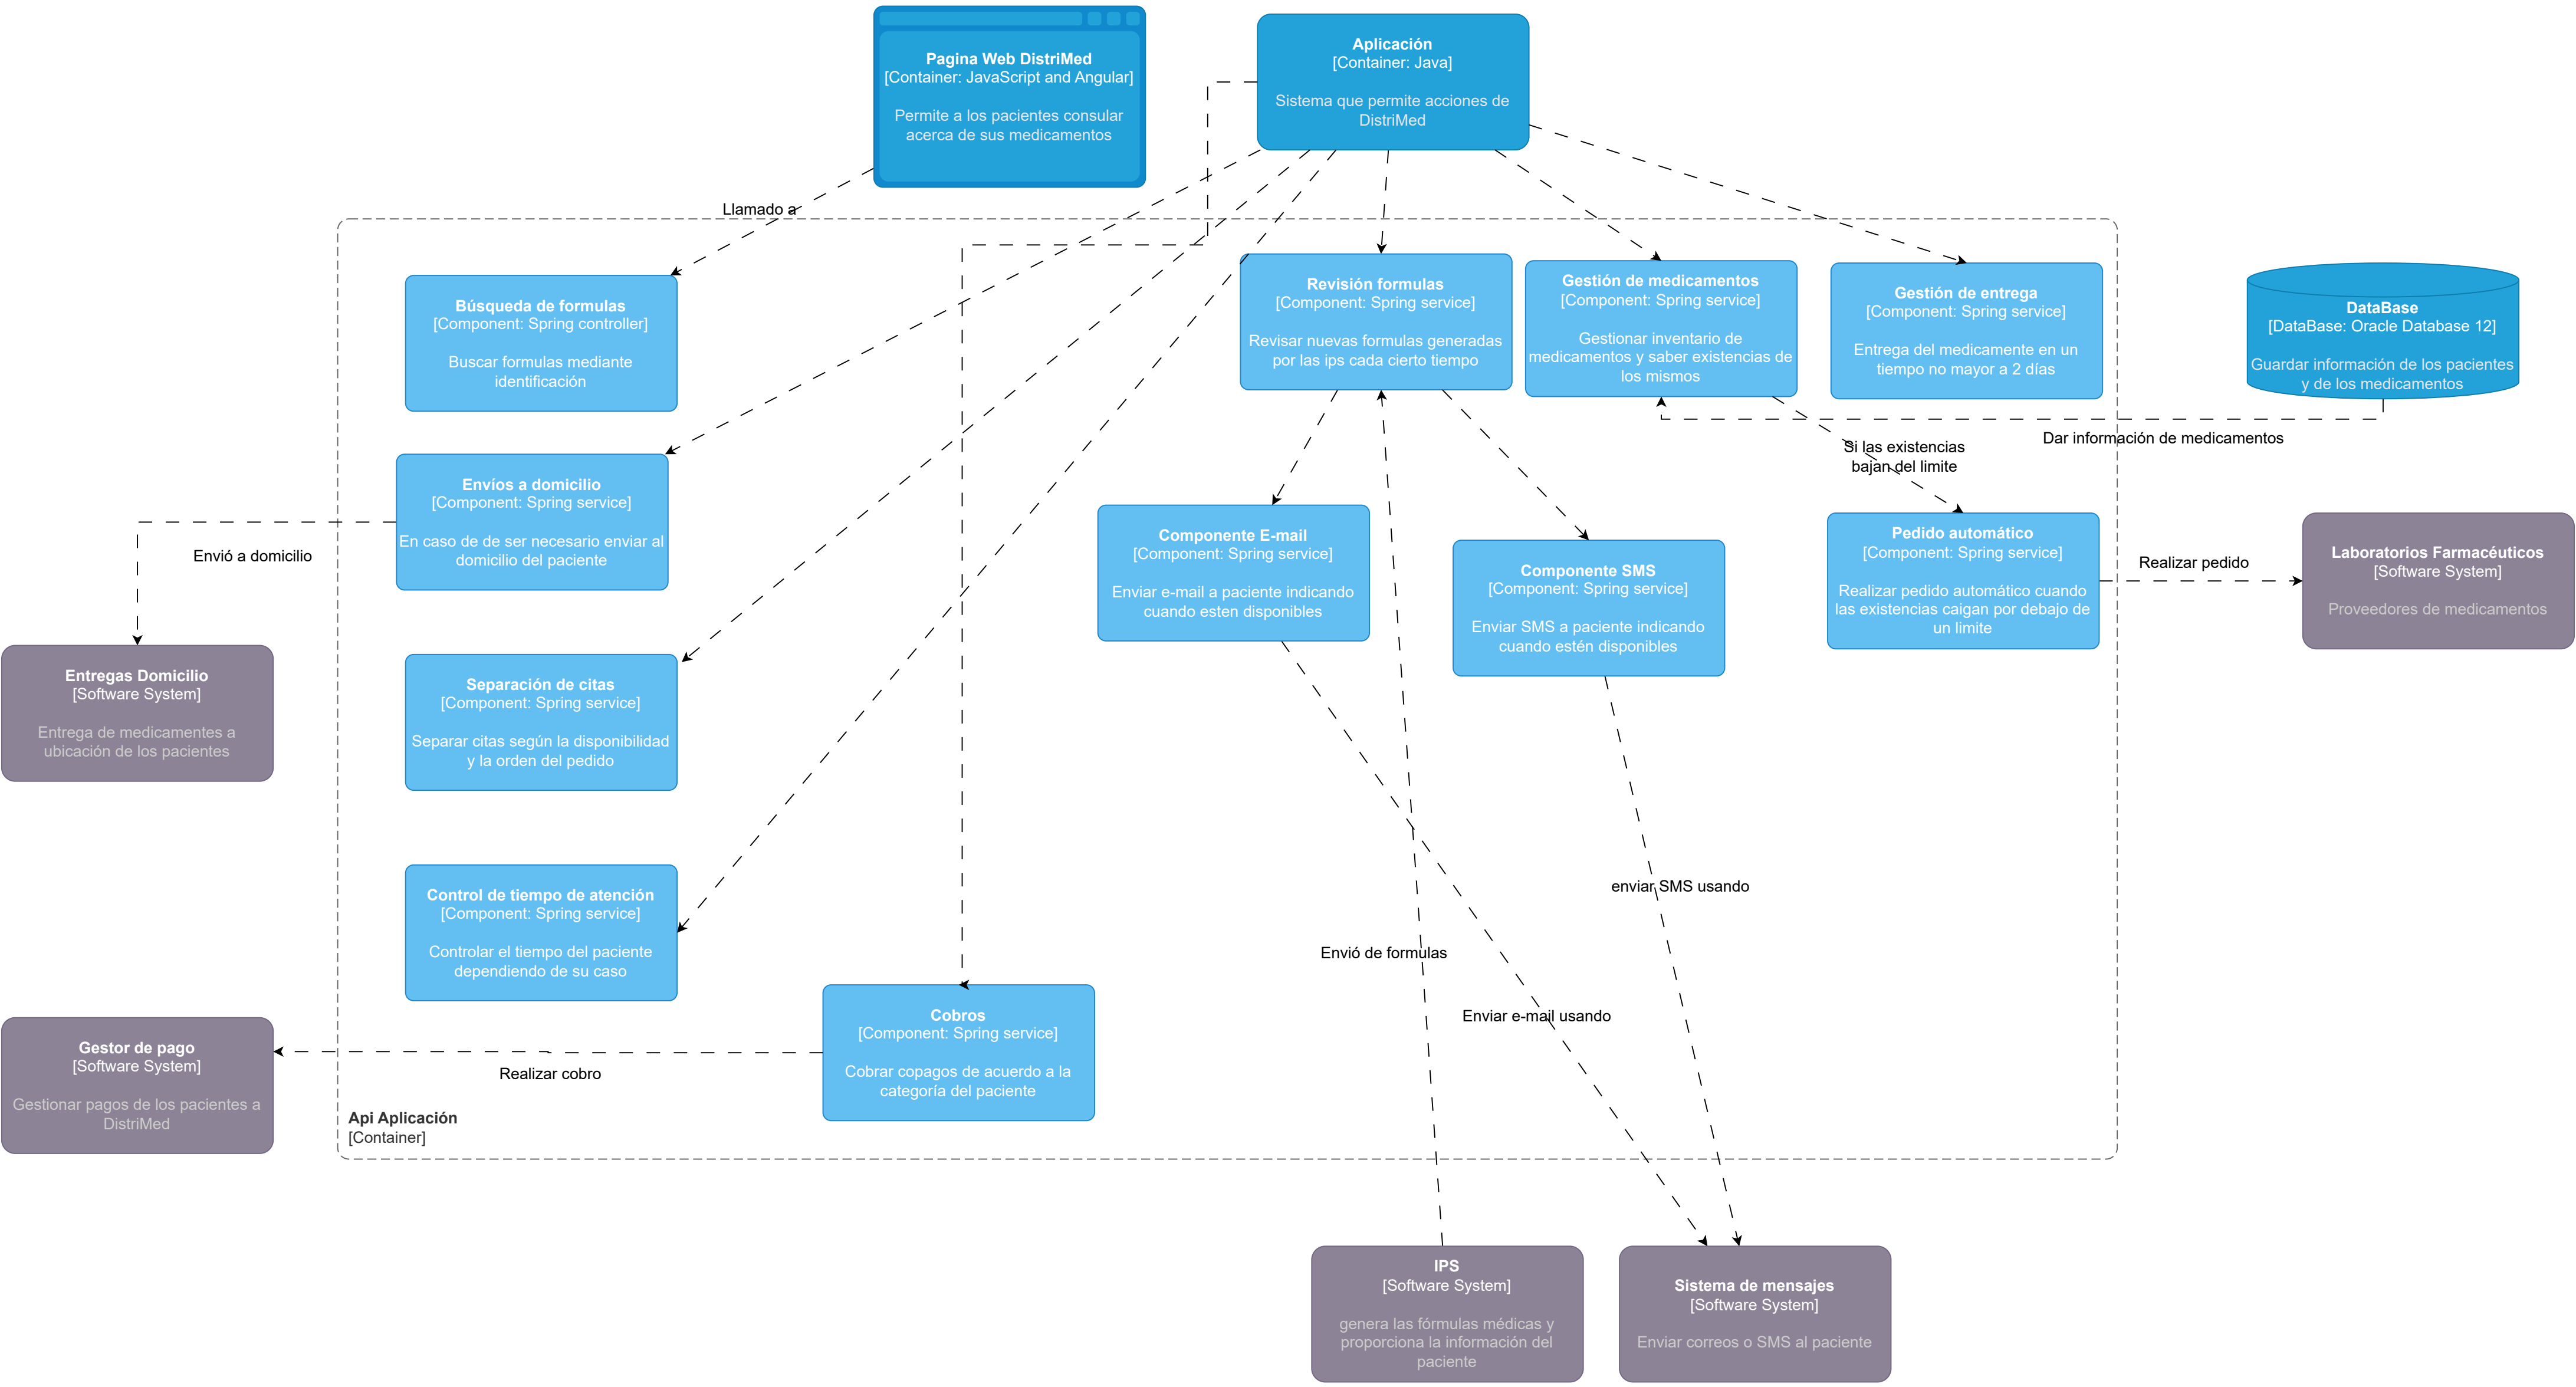 Pagina Web DistriMed
[Container: JavaScript and Angular]
Permite a los pacientes consular
acerca de sus medicamentos
Aplicación
[Container: Java]
Sistema que permite acciones de
DistriMed
Llamado a
Búsqueda de formulas
[Component: Spring controller]
Buscar formulas mediante
identificación
Revisión formulas
[Component: Spring service]
Revisar nuevas formulas generadas
por las ips cada cierto tiempo
Gestión de medicamentos
[Component: Spring service]
Gestionar inventario de
medicamentos y saber existencias de
los mismos
Gestión de entrega
[Component: Spring service]
Entrega del medicamente en un
tiempo no mayor a 2 días
DataBase
[DataBase: Oracle Database 12]
Guardar información de los pacientes
y de los medicamentos
Dar información de medicamentos
Si las existencias
bajan del limite
Envíos a domicilio
[Component: Spring service]
En caso de de ser necesario enviar al
domicilio del paciente
Envió a domicilio
Componente E-mail
[Component: Spring service]
Enviar e-mail a paciente indicando
cuando esten disponibles
Componente SMS
[Component: Spring service]
Enviar SMS a paciente indicando
cuando estén disponibles
Pedido automático
[Component: Spring service]
Realizar pedido automático cuando
las existencias caigan por debajo de
un limite
Realizar pedido
Laboratorios Farmacéuticos
[Software System]
Proveedores de medicamentos
Entregas Domicilio
[Software System]
Entrega de medicamentes a
ubicación de los pacientes
Separación de citas
[Component: Spring service]
Separar citas según la disponibilidad
y la orden del pedido
Control de tiempo de atención
[Component: Spring service]
Controlar el tiempo del paciente
dependiendo de su caso
enviar SMS usando
Envió de formulas
Enviar e-mail usando
Gestor de pago
[Software System]
Gestionar pagos de los pacientes a
DistriMed
Realizar cobro
Cobros
[Component: Spring service]
Cobrar copagos de acuerdo a la
categoría del paciente
Api Aplicación
[Container]
IPS
[Software System]
genera las fórmulas médicas y
proporciona la información del
paciente
Sistema de mensajes
[Software System]
Enviar correos o SMS al paciente